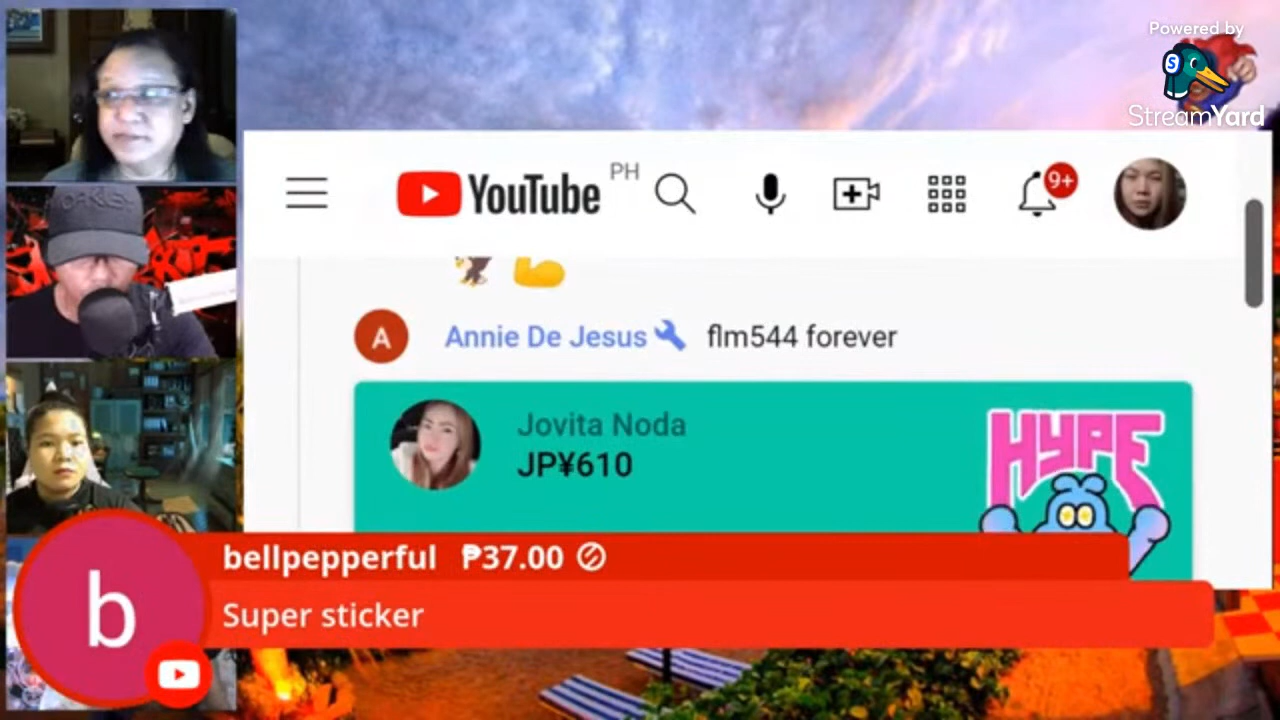 Powered by
StreamYard
OAKLEY
YouTube PH
9+
A
Annie De Jesus flm544 forever
Jovita Noda
JP¥610
HYPE
bellpepperful ₱37.00
b
Super sticker